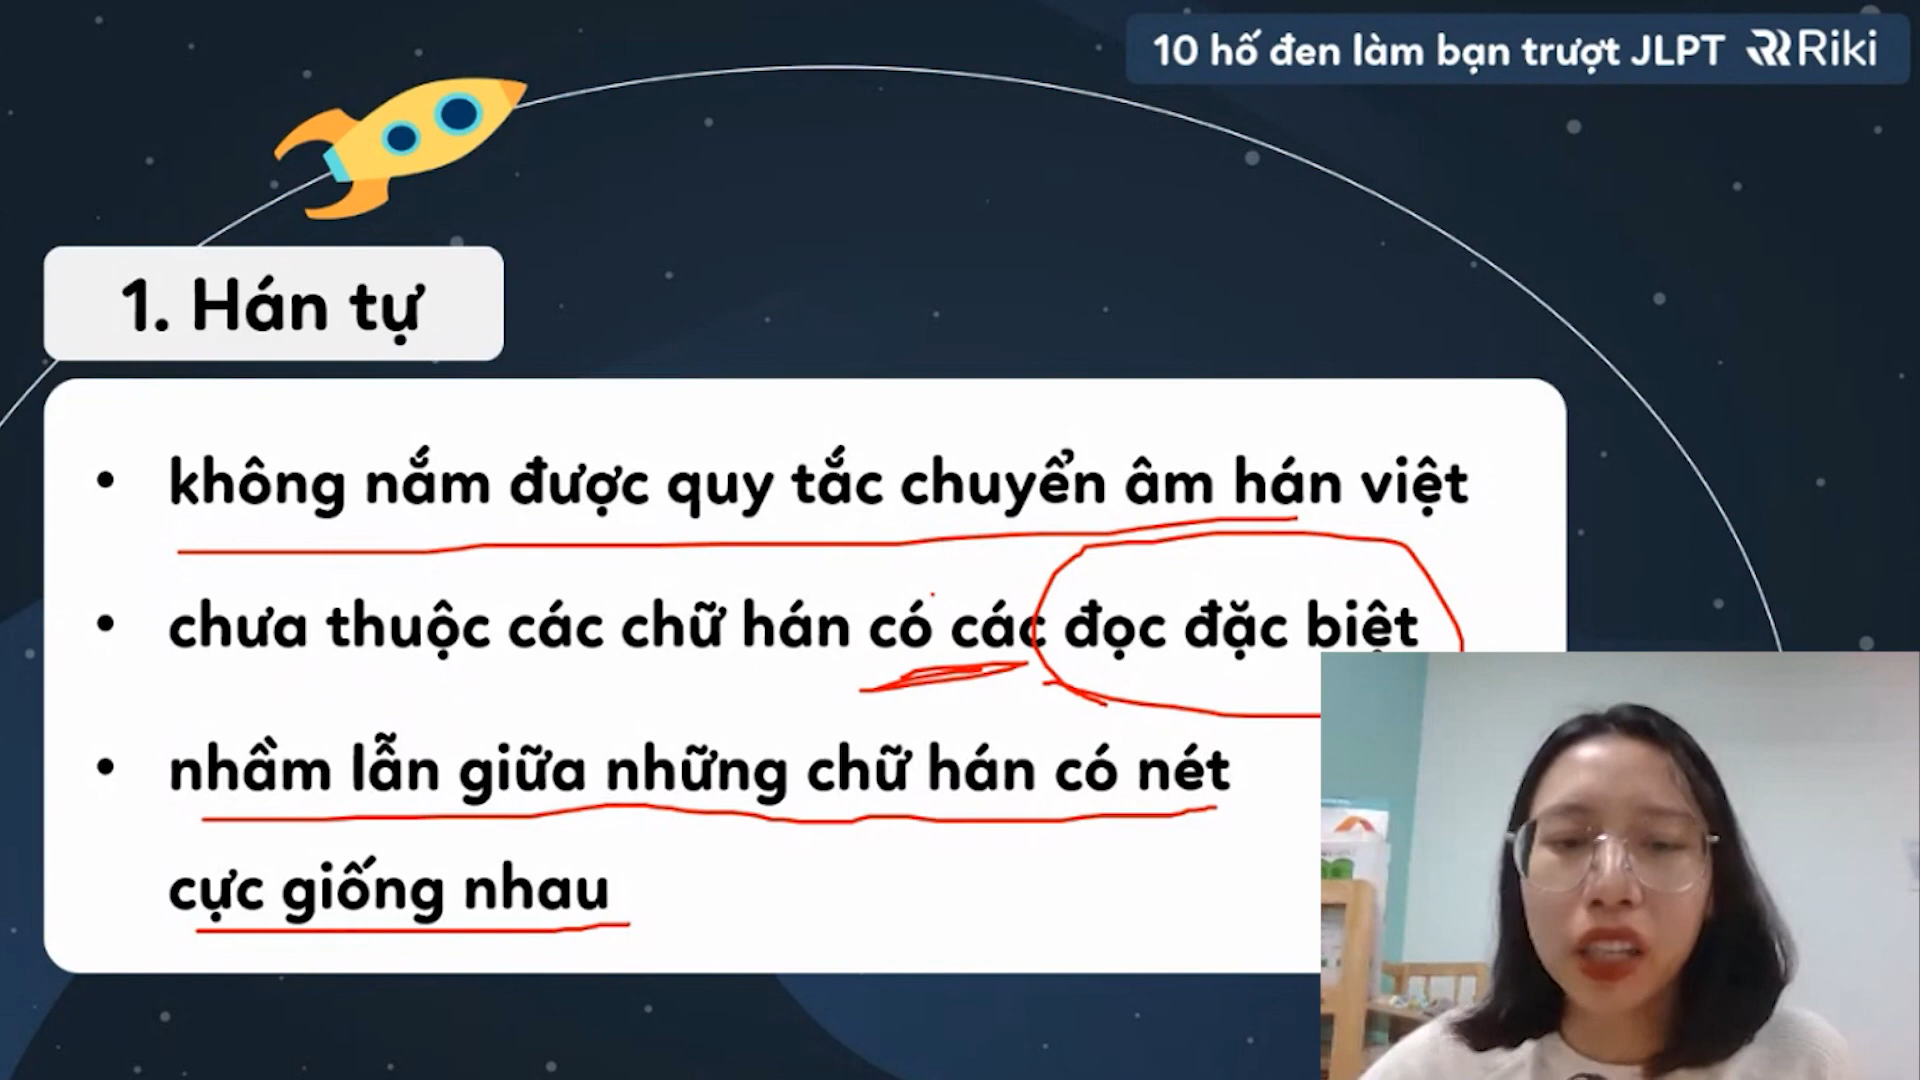 10 hố đen làm bạn trượt JLPT Riki
1. Hán tự
• không nắm được quy tắc chuyển âm hán việt
• chưa thuộc các chữ hán có các đọc đặc biệt
• nhầm lẫn giữa những chữ hán có nét
cực giống nhau